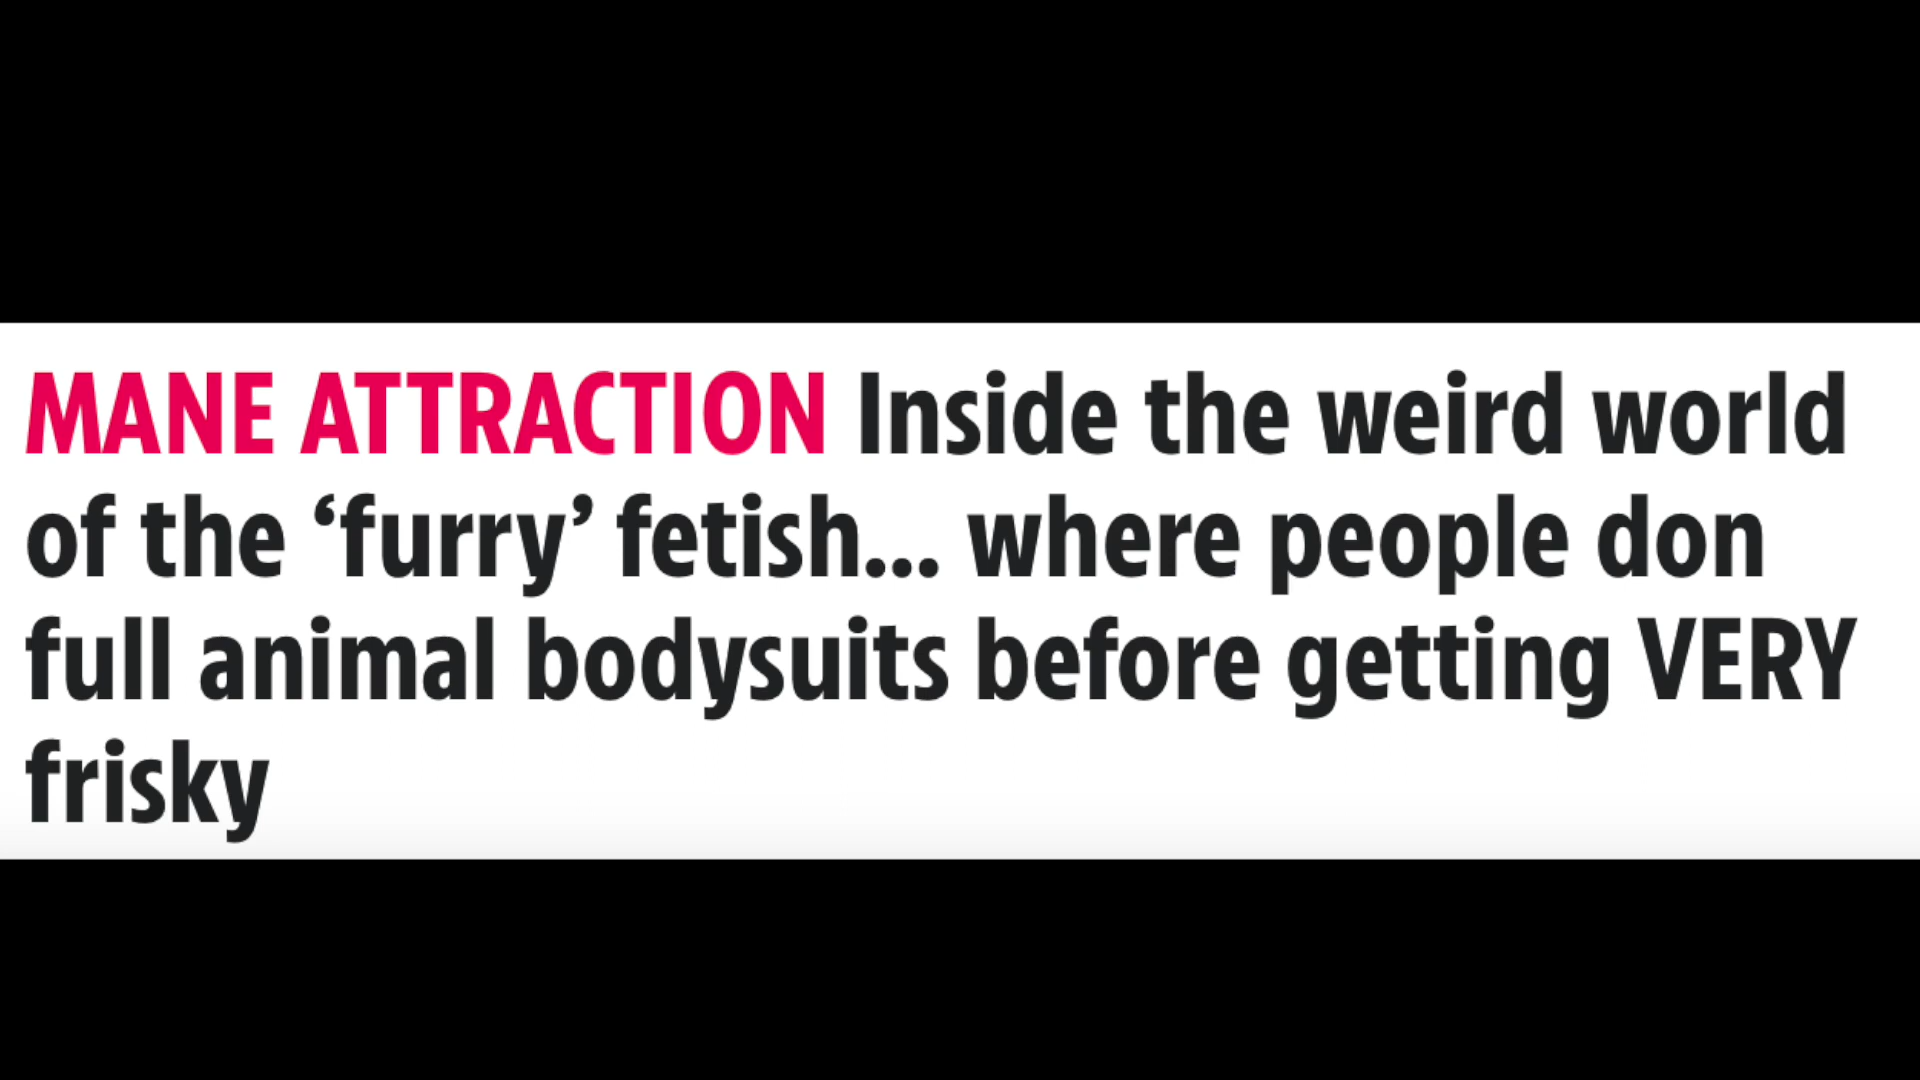 MANE ATTRACTION Inside the weird world
of the ‘furry’ fetish... where people don
full animal bodysuits before getting VERY
frisky